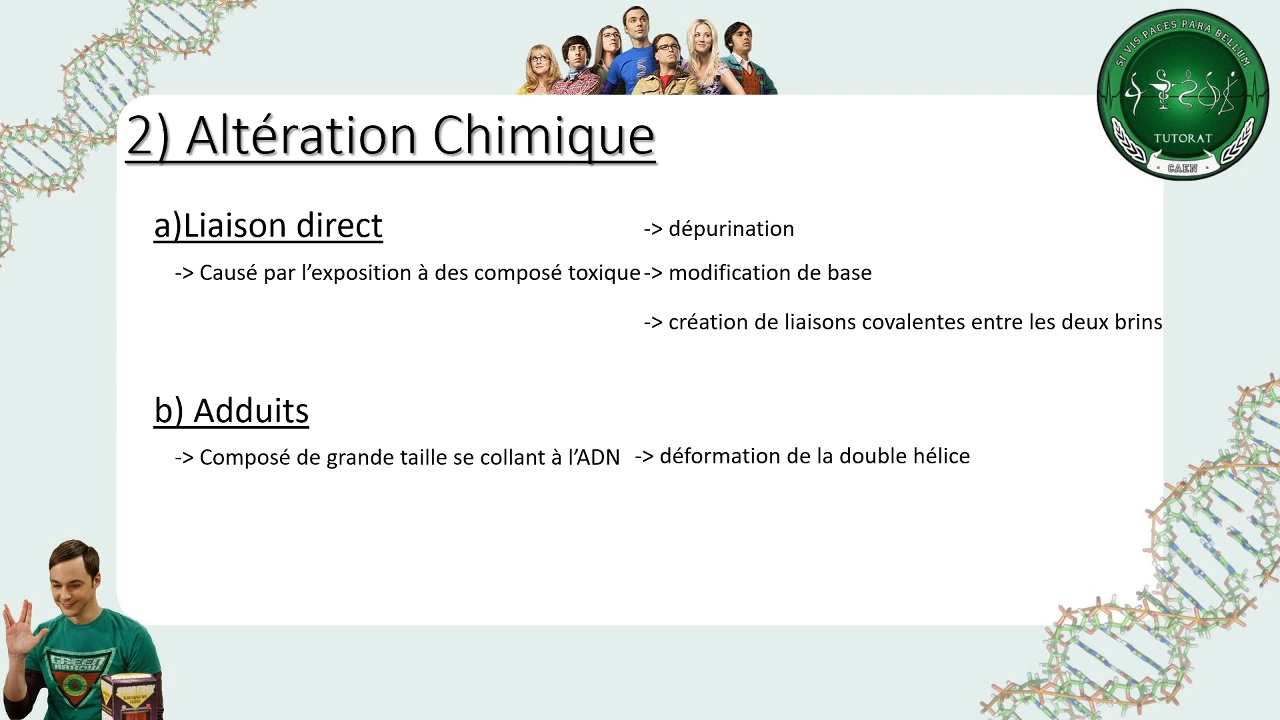 SI VIS PACES PARA BELLUM
TUTORAT
CAEN
2) Altération Chimique
a)Liaison direct
-> dépurination
-> Causé par l’exposition à des composé toxique
-> modification de base
-> création de liaisons covalentes entre les deux brins
b) Adduits
-> Composé de grande taille se collant à l’ADN
-> déformation de la double hélice
GREEN
ARROW